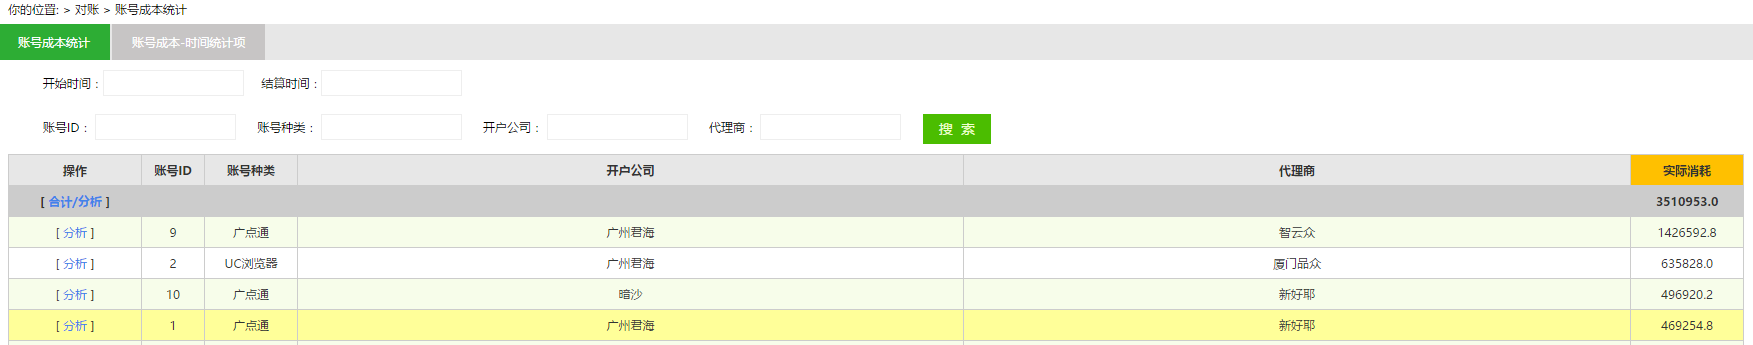 你的位置: > 对账 > 账号成本统计
账号成本统计 账号成本-时间统计项
开始时间： 结算时间：
账号ID： 账号种类： 开户公司： 代理商： 搜 索
操作 账号ID 账号种类 开户公司 代理商 实际消耗
[ 合计/分析 ] 3510953.0
[ 分析 ] 9 广点通 广州君海 智云众 1426592.8
[ 分析 ] 2 UC浏览器 广州君海 厦门品众 635828.0
[ 分析 ] 10 广点通 暗沙 新好耶 496920.2
[ 分析 ] 1 广点通 广州君海 新好耶 469254.8